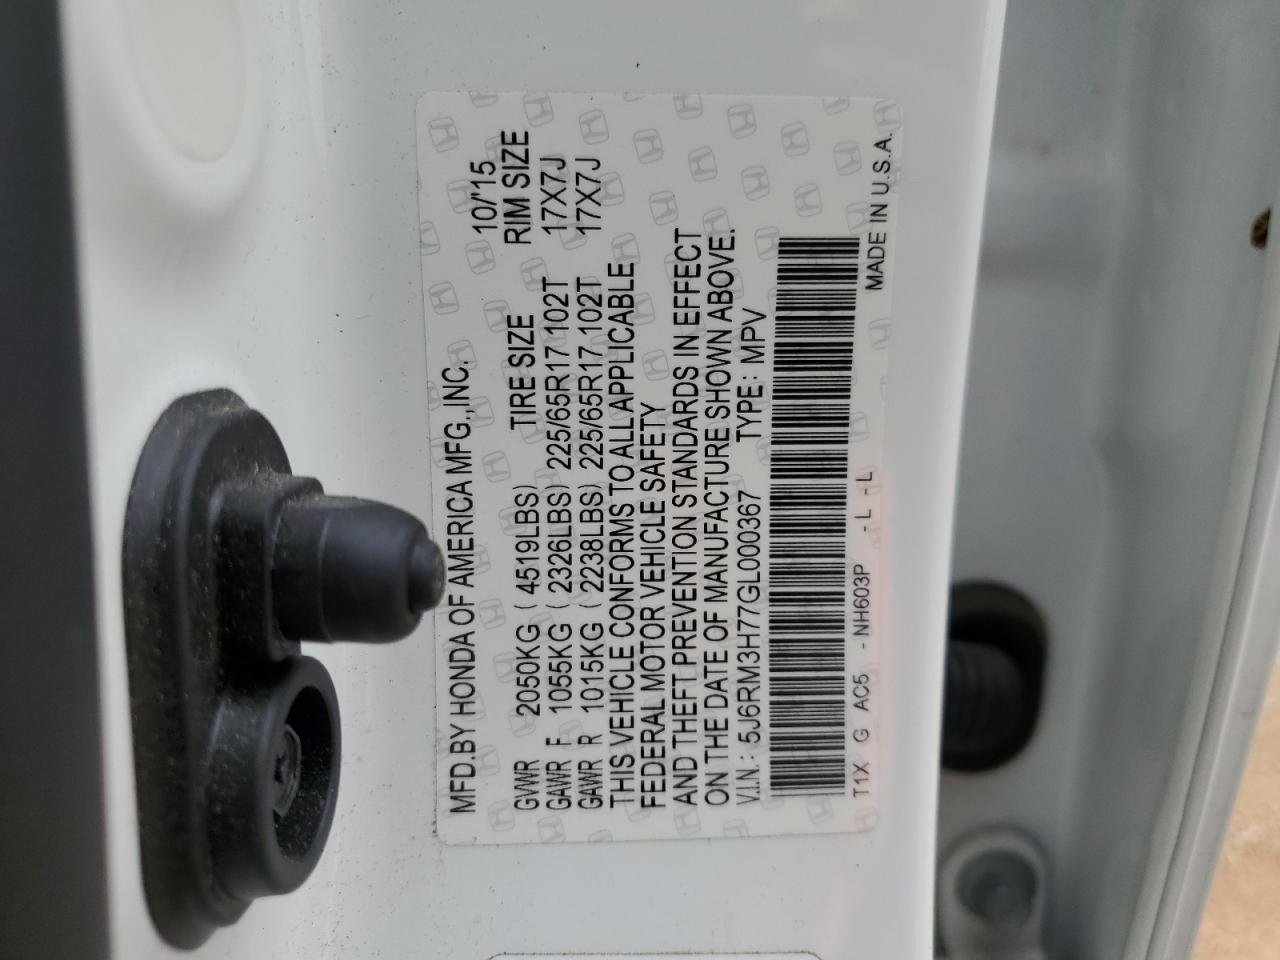 MFD.BY HONDA OF AMERICA MFG.,INC. 10/'15
GVWR 2050KG ( 4519LBS) TIRE SIZE RIM SIZE
GAWR F 1055KG ( 2326LBS) 225/65R17 102T 17X7J
GAWR R 1015KG ( 2238LBS) 225/65R17 102T 17X7J
THIS VEHICLE CONFORMS TO ALL APPLICABLE
FEDERAL MOTOR VEHICLE SAFETY
AND THEFT PREVENTION STANDARDS IN EFFECT
ON THE DATE OF MANUFACTURE SHOWN ABOVE.
V.I.N.: 5J6RM3H77GL000367 TYPE: MPV
T1X G AC5 - NH603P - L - L MADE IN U.S.A.